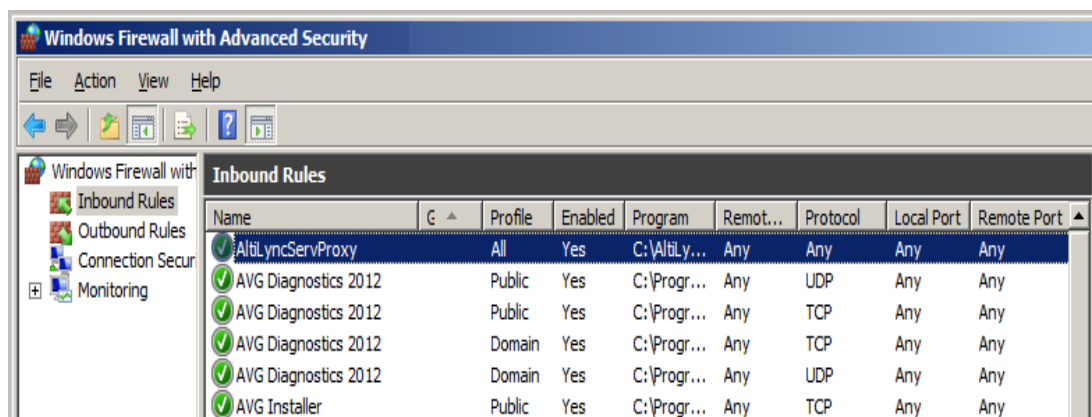 Windows Firewall with Advanced Security
File Action View Help
Windows Firewall with
Inbound Rules
Outbound Rules
Connection Secur
Monitoring
Inbound Rules
Name G Profile Enabled Program Remot... Protocol Local Port Remote Port
AltiLyncServProxy All Yes C:\AltiLy... Any Any Any Any
AVG Diagnostics 2012 Public Yes C:\Progr... Any UDP Any Any
AVG Diagnostics 2012 Public Yes C:\Progr... Any TCP Any Any
AVG Diagnostics 2012 Domain Yes C:\Progr... Any TCP Any Any
AVG Diagnostics 2012 Domain Yes C:\Progr... Any UDP Any Any
AVG Installer Public Yes C:\Progr... Any TCP Any Any